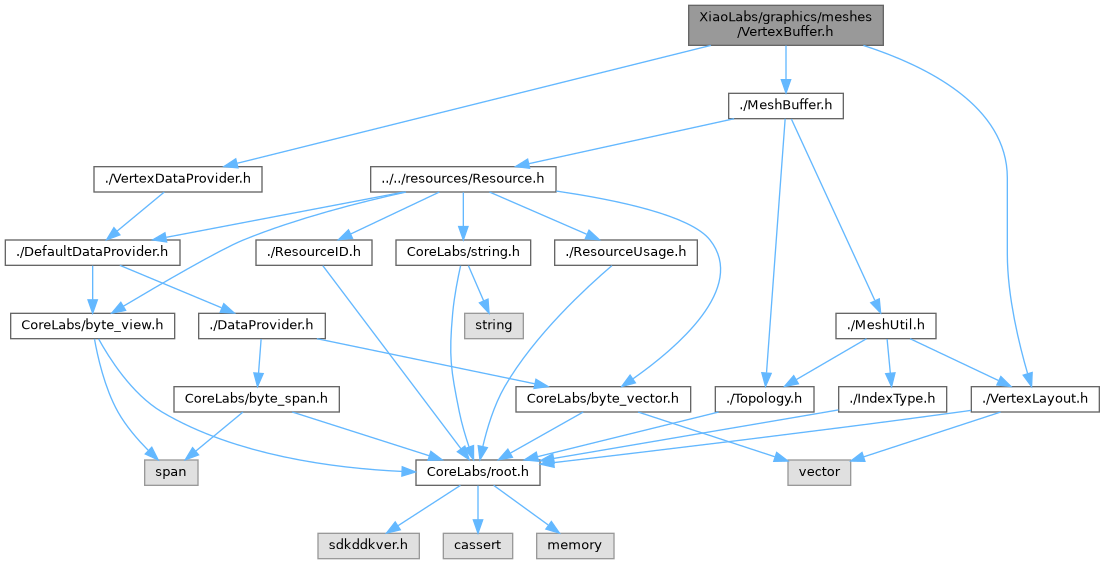 XiaoLabs/graphics/meshes
/VertexBuffer.h
./MeshBuffer.h
./VertexDataProvider.h
../../resources/Resource.h
./DefaultDataProvider.h
./ResourceID.h
CoreLabs/string.h
./ResourceUsage.h
CoreLabs/byte_view.h
./DataProvider.h
string
./MeshUtil.h
CoreLabs/byte_span.h
CoreLabs/byte_vector.h
./Topology.h
./IndexType.h
./VertexLayout.h
span
CoreLabs/root.h
vector
sdkddkver.h
cassert
memory